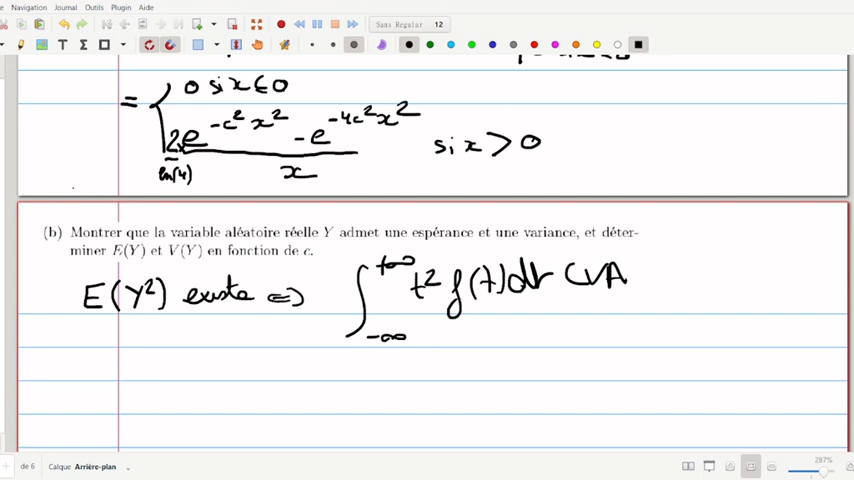 Navigation Journal Outils Plugin Aide
Sans Regular 12
= { 0 si x ≤ 0
2/ln(4) × (e^{-c²x²} - e^{-4c²x²})/x si x > 0
(b) Montrer que la variable aléatoire réelle Y admet une espérance et une variance, et déter-
miner E(Y) et V(Y) en fonction de c.
E(Y²) existe ⇔ ∫_{-∞}^{+∞} t² f(t)dt CVA
de 6 Calque Arrière-plan 287%